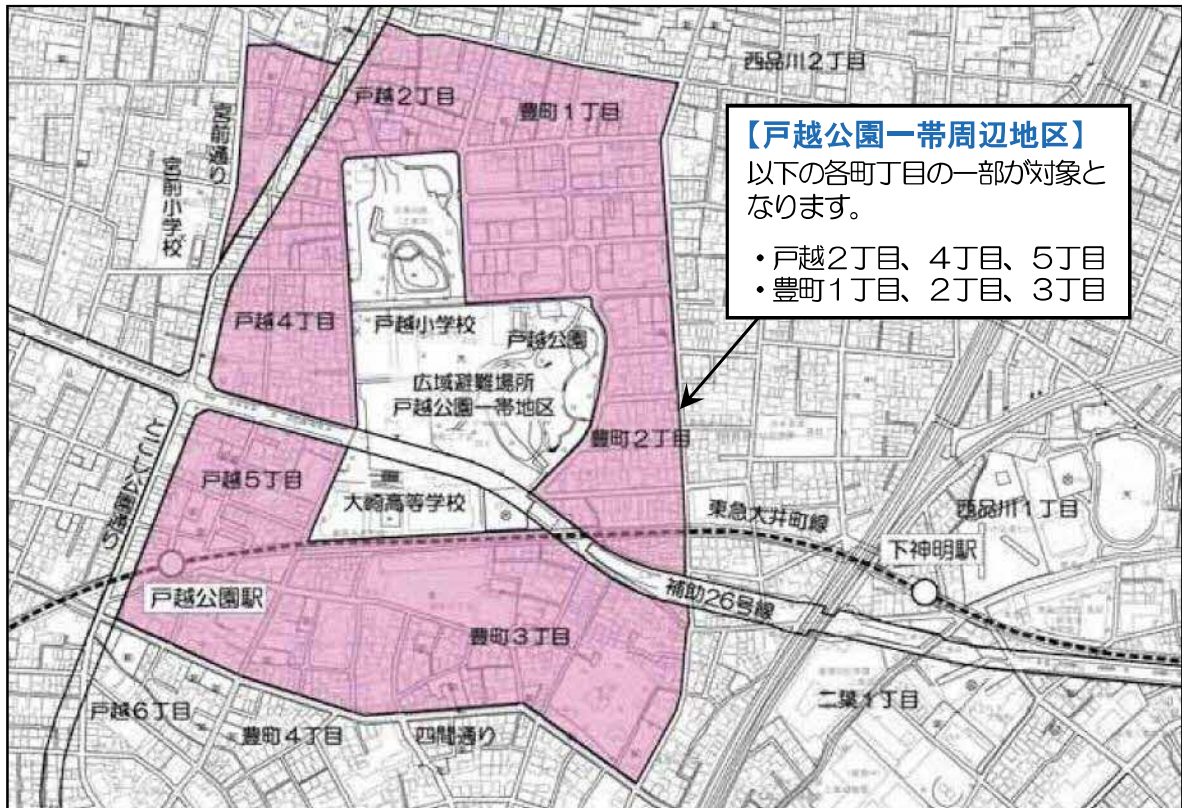 西品川2丁目
戸越2丁目
豊町1丁目
宮前通り
宮前小学校
【戸越公園一帯周辺地区】
以下の各町丁目の一部が対象と
なります。
・戸越2丁目、4丁目、5丁目
・豊町1丁目、2丁目、3丁目
戸越4丁目
戸越小学校
戸越公園
広域避難場所
戸越公園一帯地区
豊町2丁目
戸越5丁目
大崎高等学校
東急大井町線
西品川1丁目
下神明駅
とごし公園通り
戸越公園駅
補助26号線
豊町3丁目
戸越6丁目
豊町4丁目
四間通り
二葉1丁目